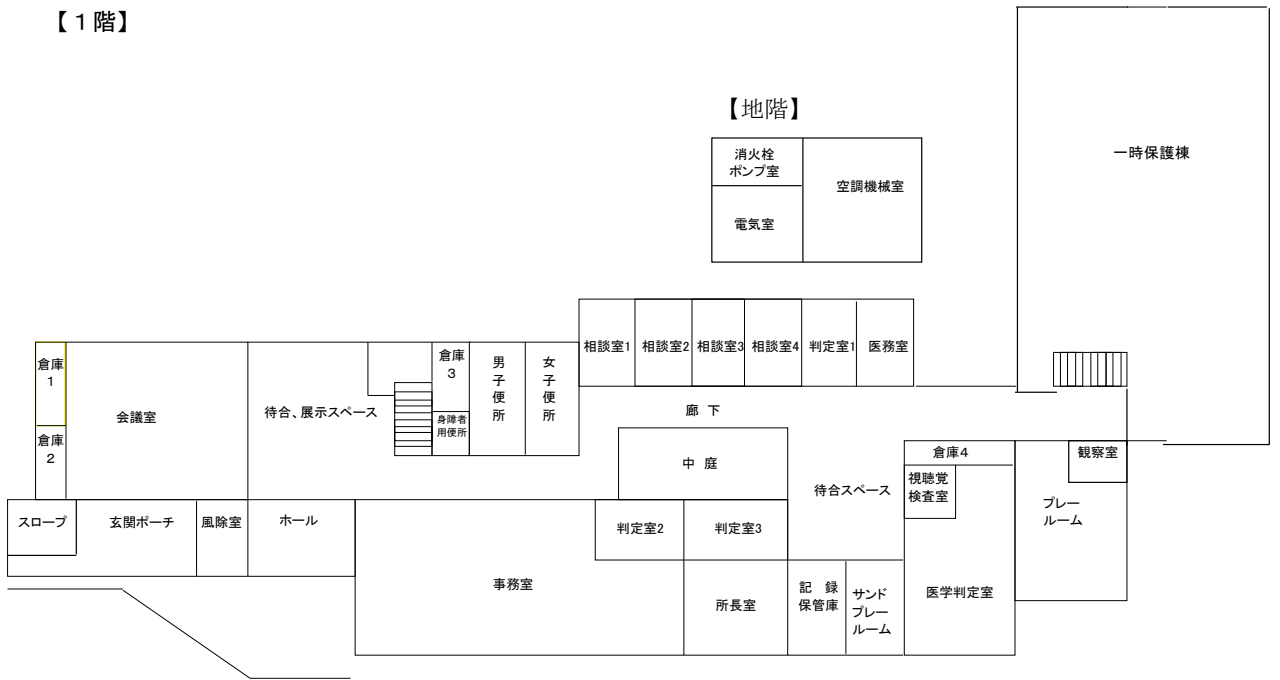 【１階】
【地階】
消火栓
ポンプ室
空調機械室
電気室
一時保護棟
相談室1
相談室2
相談室3
相談室4
判定室1
医務室
倉庫
1
倉庫
2
会議室
待合、展示スペース
倉庫
3
身障者
用便所
男子便所
女子便所
廊 下
中 庭
待合スペース
倉庫4
視聴覚
検査室
観察室
プレー
ルーム
スロープ
玄関ポーチ
風除室
ホール
判定室2
判定室3
事務室
所長室
記 録
保管庫
サンド
プレー
ルーム
医学判定室